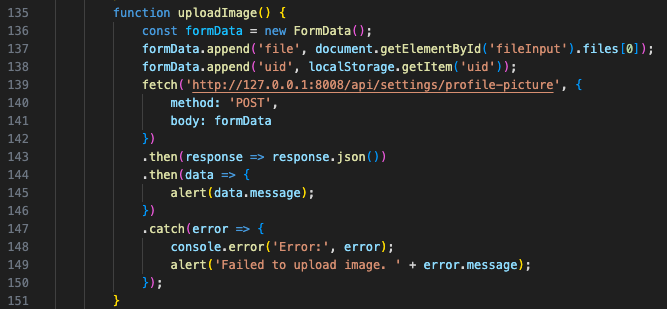 135 function uploadImage() {
136 const formData = new FormData();
137 formData.append('file', document.getElementById('fileInput').files[0]);
138 formData.append('uid', localStorage.getItem('uid'));
139 fetch('http://127.0.0.1:8008/api/settings/profile-picture', {
140 method: 'POST',
141 body: formData
142 })
143 .then(response => response.json())
144 .then(data => {
145 alert(data.message);
146 })
147 .catch(error => {
148 console.error('Error:', error);
149 alert('Failed to upload image. ' + error.message);
150 });
151 }